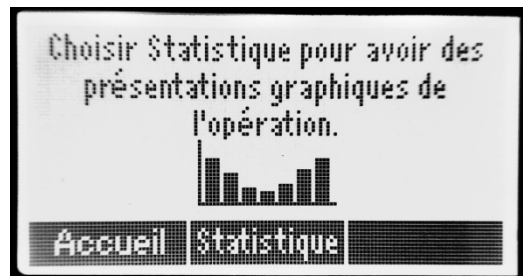 Choisir Statistique pour avoir des
présentations graphiques de
l'opération.
Accueil Statistique